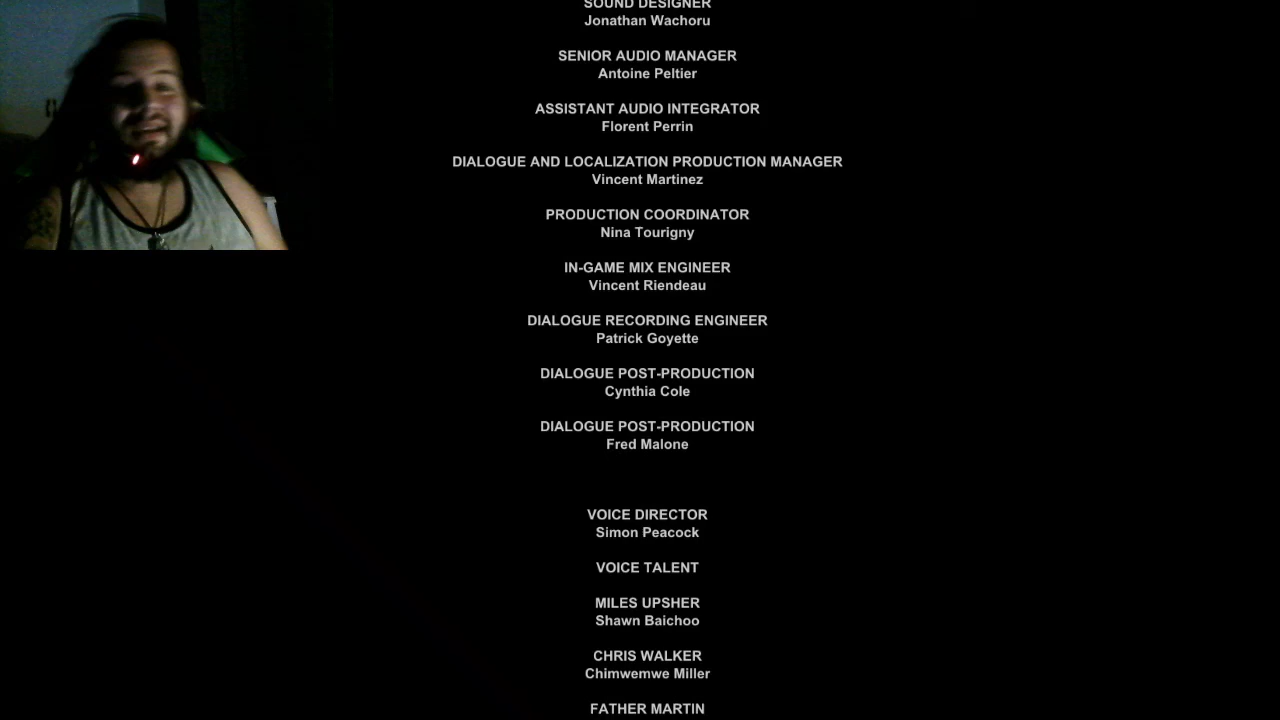 SOUND DESIGNER
Jonathan Wachoru
SENIOR AUDIO MANAGER
Antoine Peltier
ASSISTANT AUDIO INTEGRATOR
Florent Perrin
DIALOGUE AND LOCALIZATION PRODUCTION MANAGER
Vincent Martinez
PRODUCTION COORDINATOR
Nina Tourigny
IN-GAME MIX ENGINEER
Vincent Riendeau
DIALOGUE RECORDING ENGINEER
Patrick Goyette
DIALOGUE POST-PRODUCTION
Cynthia Cole
DIALOGUE POST-PRODUCTION
Fred Malone
VOICE DIRECTOR
Simon Peacock
VOICE TALENT
MILES UPSHER
Shawn Baichoo
CHRIS WALKER
Chimwemwe Miller
FATHER MARTIN